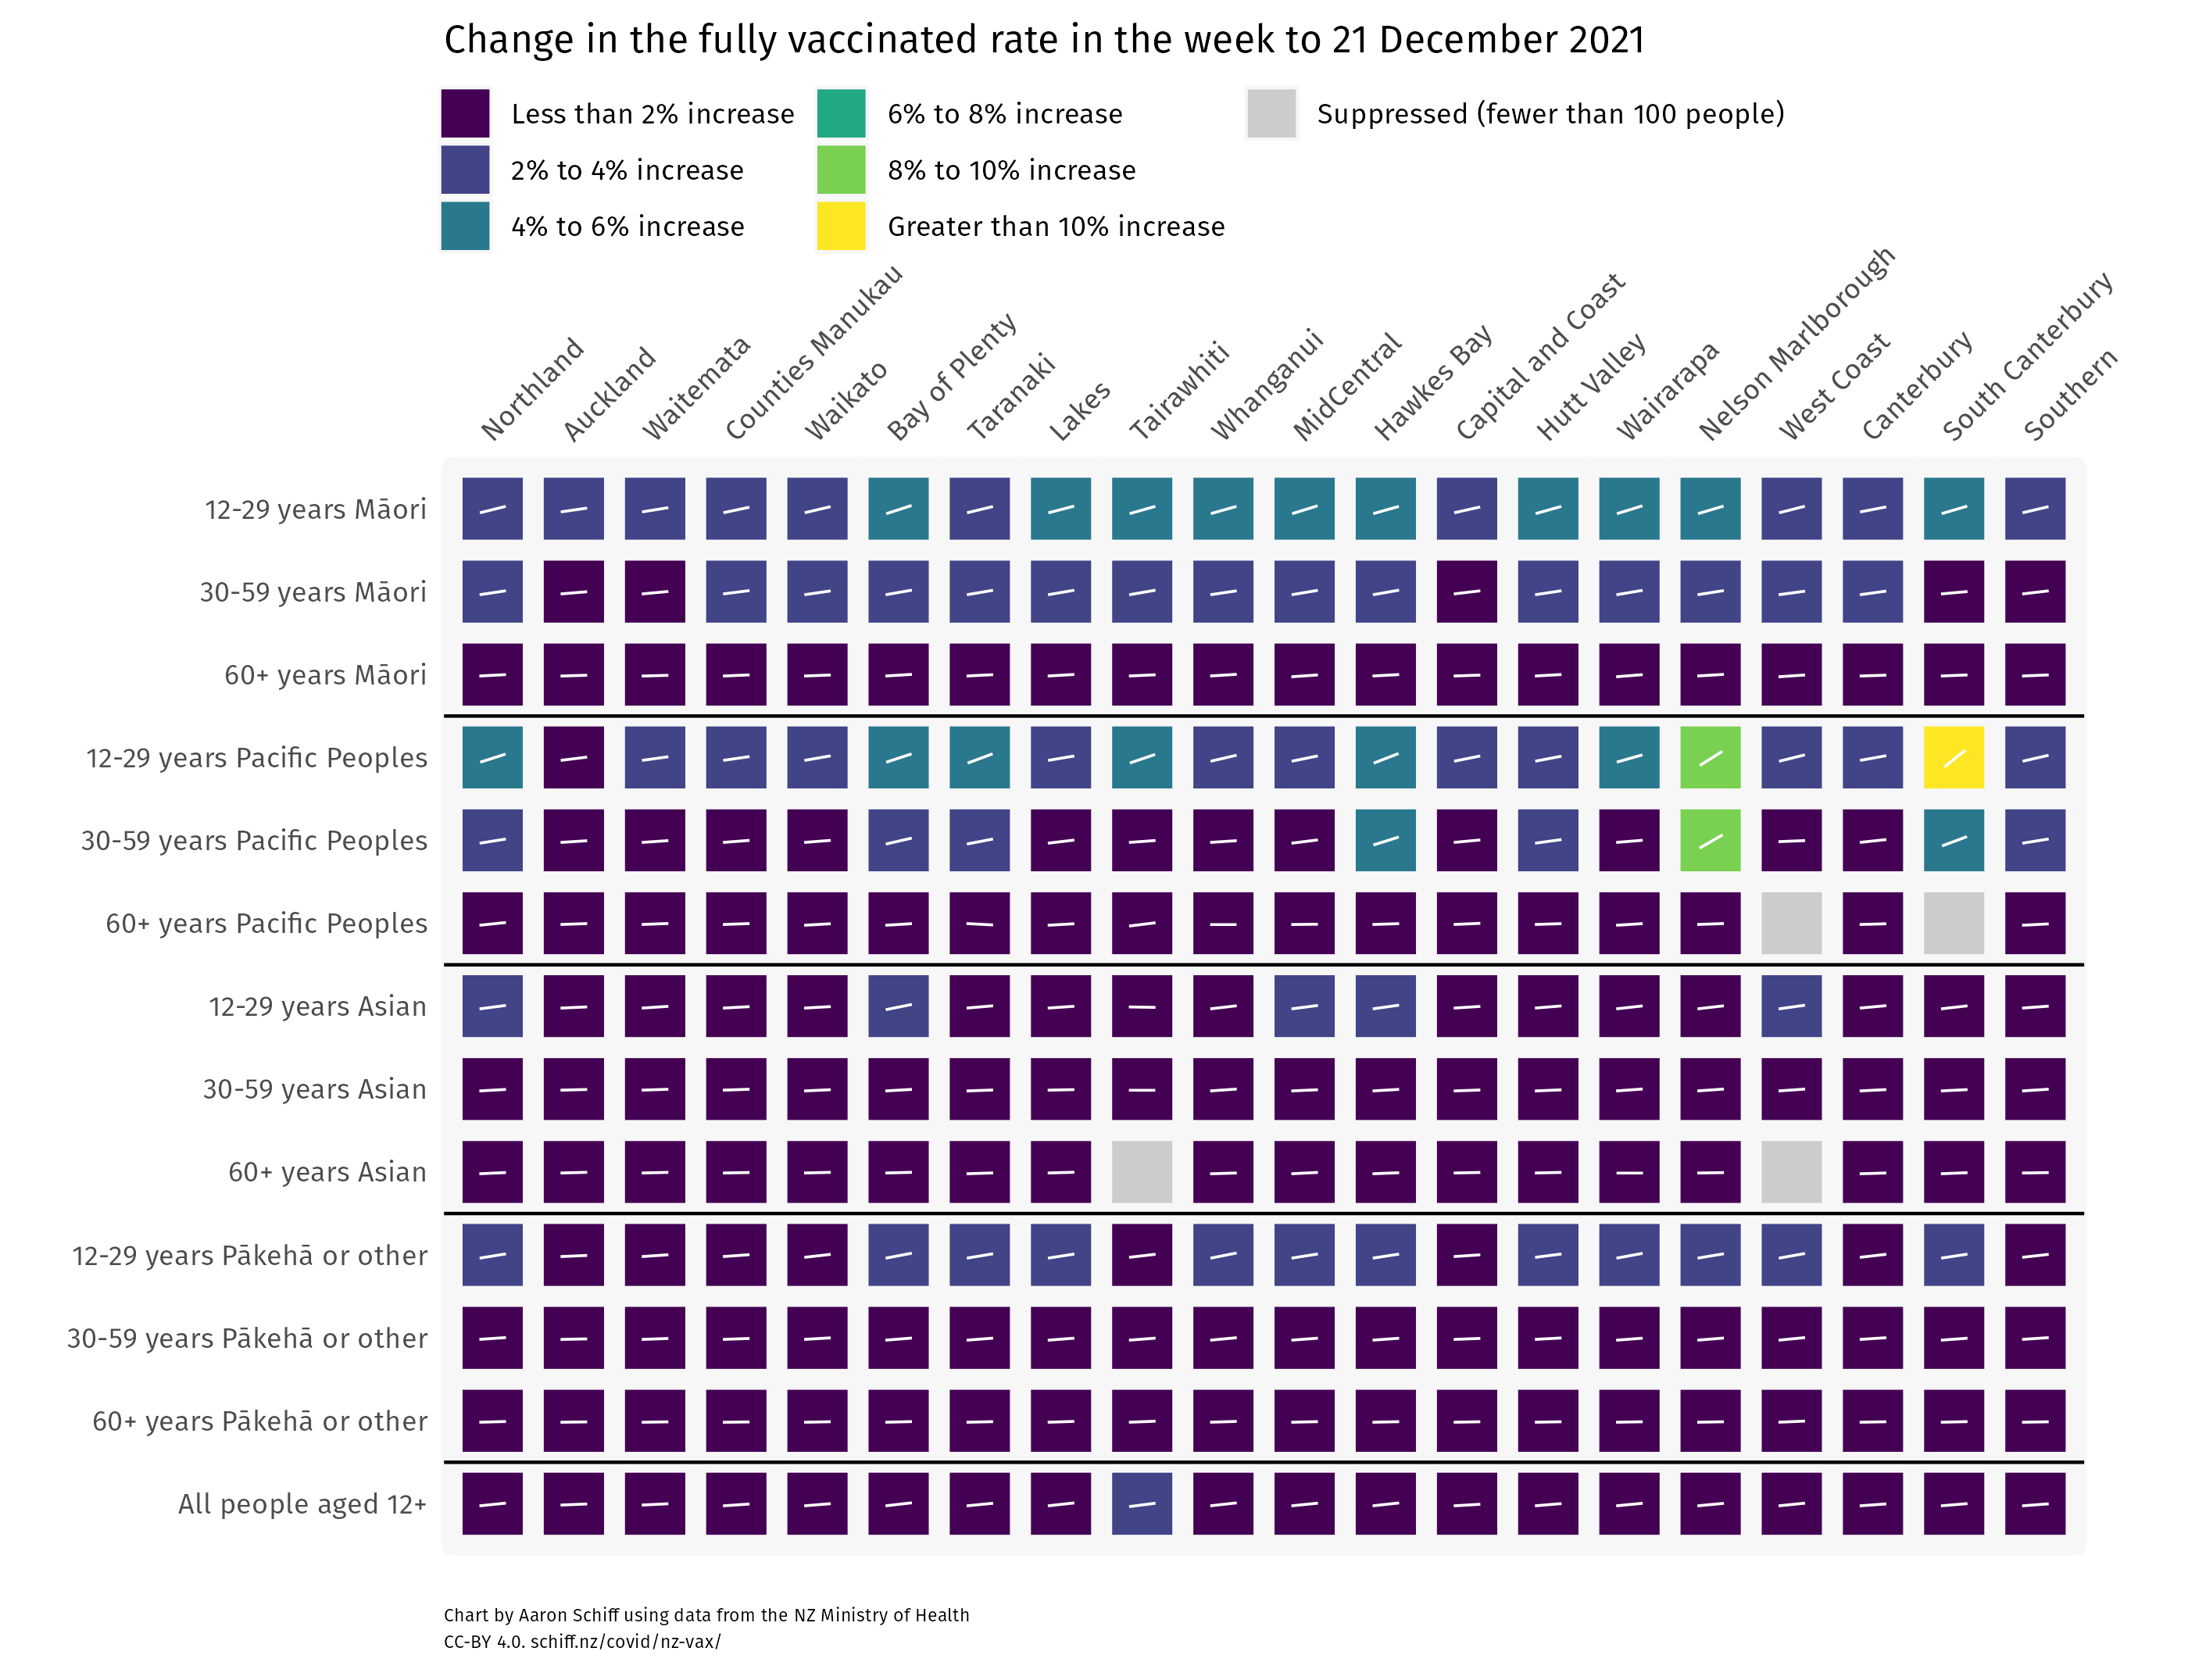 Change in the fully vaccinated rate in the week to 21 December 2021
Less than 2% increase
2% to 4% increase
4% to 6% increase
6% to 8% increase
8% to 10% increase
Greater than 10% increase
Suppressed (fewer than 100 people)
Northland
Auckland
Waitemata
Counties Manukau
Waikato
Bay of Plenty
Taranaki
Lakes
Tairawhiti
Whanganui
MidCentral
Hawkes Bay
Capital and Coast
Hutt Valley
Wairarapa
Nelson Marlborough
West Coast
Canterbury
South Canterbury
Southern
12-29 years Māori
30-59 years Māori
60+ years Māori
12-29 years Pacific Peoples
30-59 years Pacific Peoples
60+ years Pacific Peoples
12-29 years Asian
30-59 years Asian
60+ years Asian
12-29 years Pākehā or other
30-59 years Pākehā or other
60+ years Pākehā or other
All people aged 12+
Chart by Aaron Schiff using data from the NZ Ministry of Health
CC-BY 4.0. schiff.nz/covid/nz-vax/